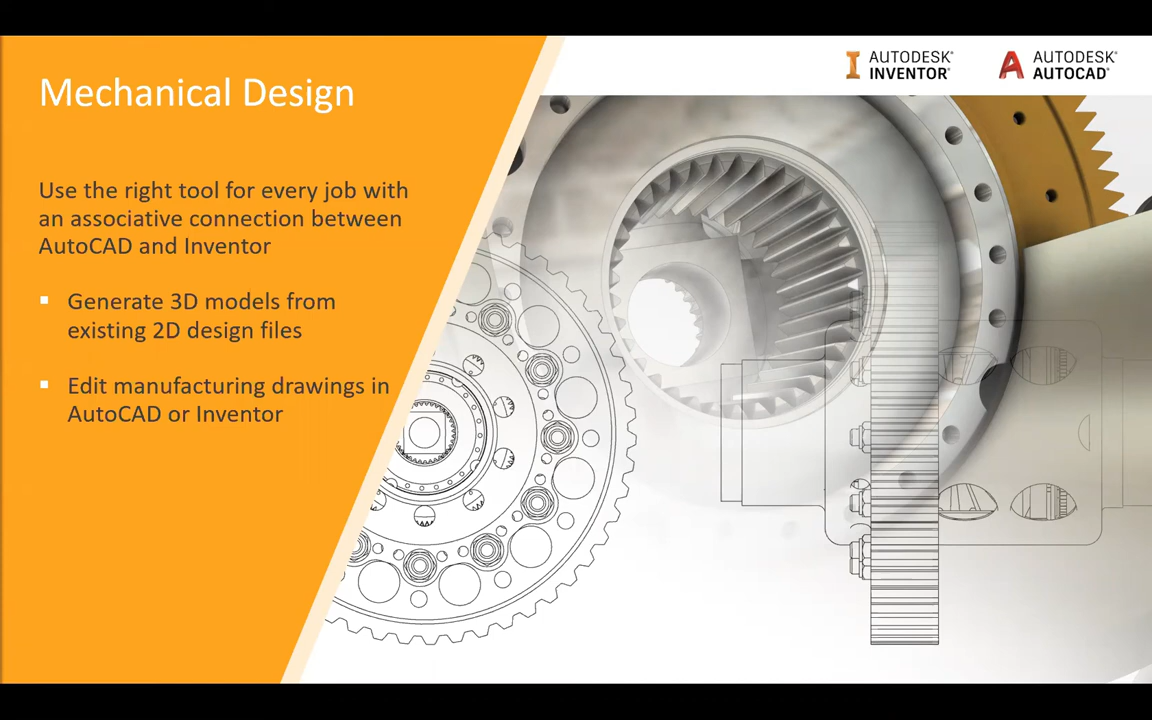 AUTODESK®
INVENTOR®
AUTODESK®
AUTOCAD®
Mechanical Design
Use the right tool for every job with
an associative connection between
AutoCAD and Inventor
▪ Generate 3D models from
existing 2D design files
▪ Edit manufacturing drawings in
AutoCAD or Inventor